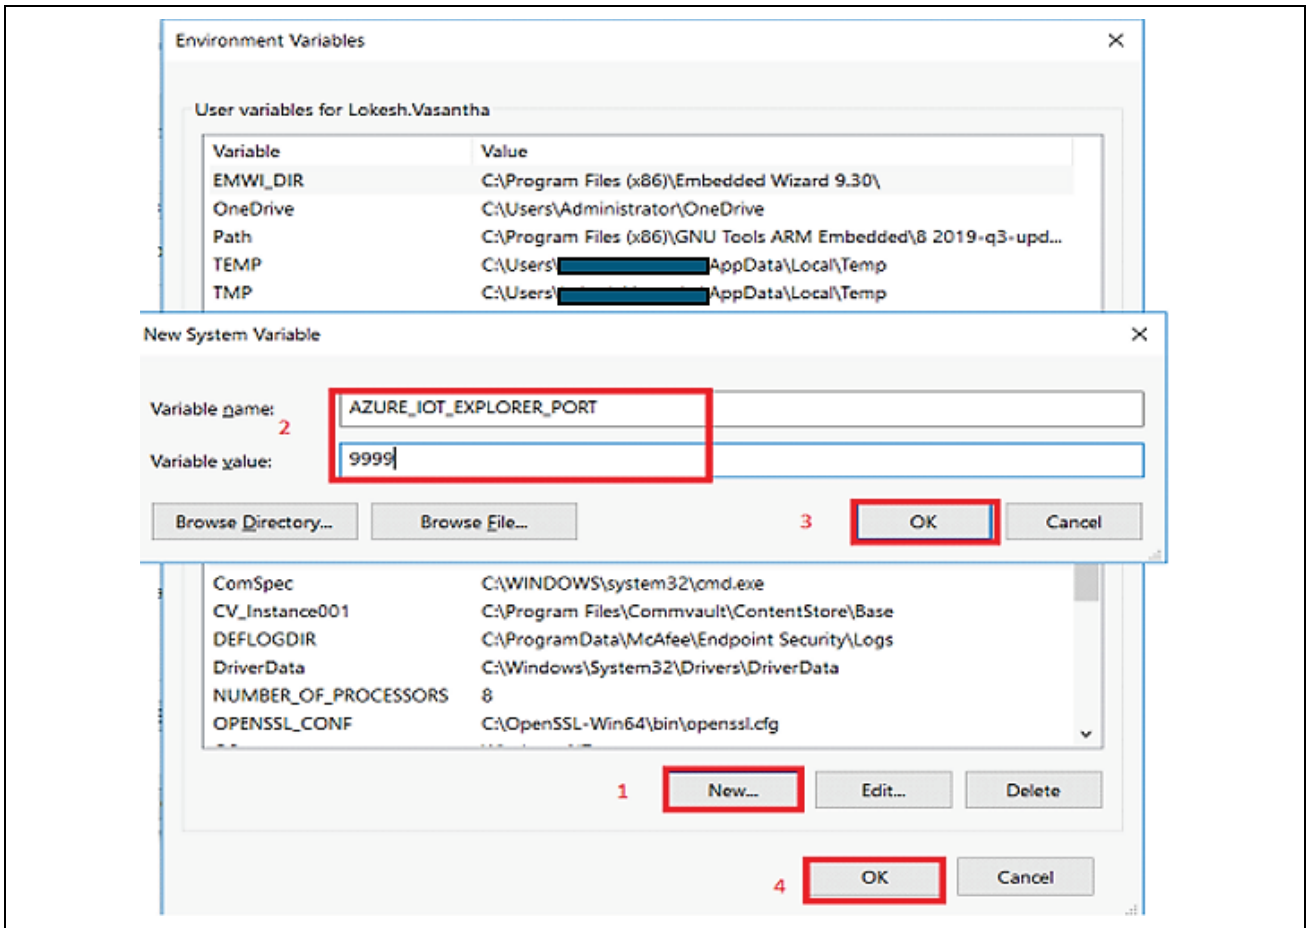 Environment Variables
User variables for Lokesh.Vasantha
Variable Value
EMWI_DIR C:\Program Files (x86)\Embedded Wizard 9.30\
OneDrive C:\Users\Administrator\OneDrive
Path C:\Program Files (x86)\GNU Tools ARM Embedded\8 2019-q3-upd...
TEMP C:\Users\ AppData\Local\Temp
TMP C:\Users\ AppData\Local\Temp
New System Variable
Variable name: AZURE_IOT_EXPLORER_PORT
2
Variable value: 9999
Browse Directory... Browse File... 3 OK Cancel
ComSpec C:\WINDOWS\system32\cmd.exe
CV_Instance001 C:\Program Files\Commvault\ContentStore\Base
DEFLOGDIR C:\ProgramData\McAfee\Endpoint Security\Logs
DriverData C:\Windows\System32\Drivers\DriverData
NUMBER_OF_PROCESSORS 8
OPENSSL_CONF C:\OpenSSL-Win64\bin\openssl.cfg
1 New... Edit... Delete
4 OK Cancel